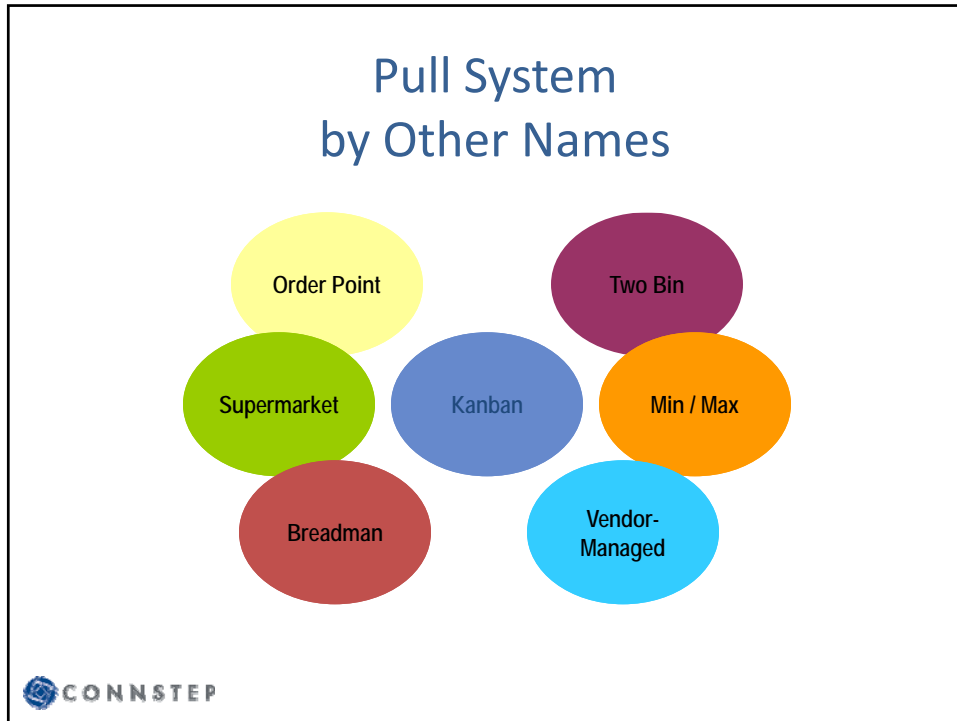 Pull System
by Other Names
Order Point
Two Bin
Supermarket
Kanban
Min / Max
Breadman
Vendor-
Managed
CONNSTEP